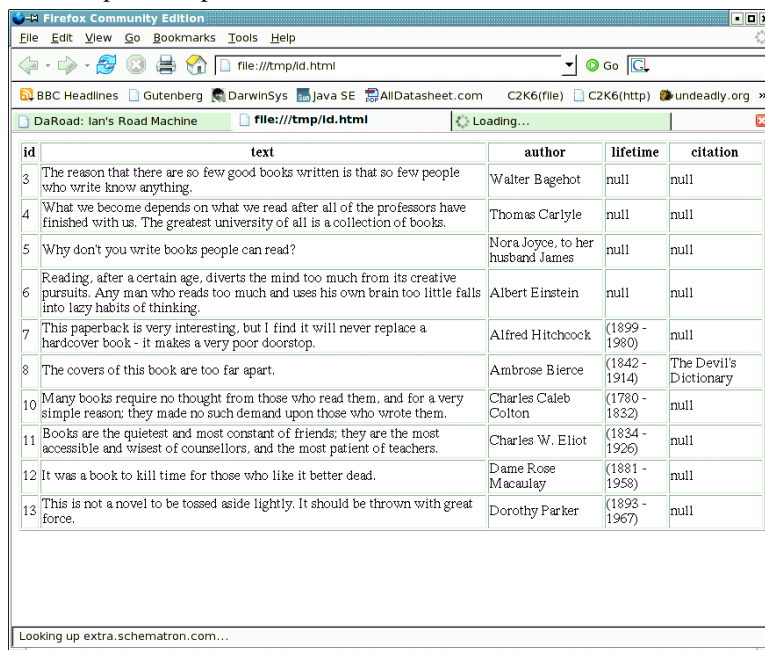 Firefox Community Edition
File Edit View Go Bookmarks Tools Help
file:///tmp/id.html Go G
BBC Headlines Gutenberg DarwinSys Java SE AllDatasheet.com C2K6(file) C2K6(http) undeadly.org »
DaRoad: Ian's Road Machine file:///tmp/id.html Loading...
id text author lifetime citation
3 The reason that there are so few good books written is that so few people
who write know anything. Walter Bagehot null null
4 What we become depends on what we read after all of the professors have
finished with us. The greatest university of all is a collection of books. Thomas Carlyle null null
5 Why don't you write books people can read? Nora Joyce, to her
husband James null null
6 Reading, after a certain age, diverts the mind too much from its creative
pursuits. Any man who reads too much and uses his own brain too little falls
into lazy habits of thinking. Albert Einstein null null
7 This paperback is very interesting, but I find it will never replace a
hardcover book - it makes a very poor doorstop. Alfred Hitchcock (1899 -
1980) null
8 The covers of this book are too far apart. Ambrose Bierce (1842 -
1914) The Devil's
Dictionary
10 Many books require no thought from those who read them, and for a very
simple reason; they made no such demand upon those who wrote them. Charles Caleb
Colton (1780 -
1832) null
11 Books are the quietest and most constant of friends; they are the most
accessible and wisest of counsellors, and the most patient of teachers. Charles W. Eliot (1834 -
1926) null
12 It was a book to kill time for those who like it better dead. Dame Rose
Macaulay (1881 -
1958) null
13 This is not a novel to be tossed aside lightly. It should be thrown with great
force. Dorothy Parker (1893 -
1967) null
Looking up extra.schematron.com...